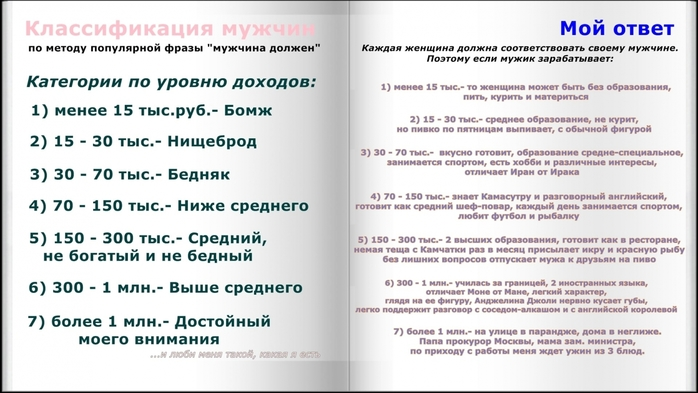 Классификация мужчин
по методу популярной фразы "мужчина должен"
Категории по уровню доходов:
1) менее 15 тыс.руб.- Бомж
2) 15 - 30 тыс.- Нищеброд
3) 30 - 70 тыс.- Бедняк
4) 70 - 150 тыс.- Ниже среднего
5) 150 - 300 тыс.- Средний,
не богатый и не бедный
6) 300 - 1 млн.- Выше среднего
7) более 1 млн.- Достойный
моего внимания
...и люби меня такой, какая я есть
Мой ответ
Каждая женщина должна соответствовать своему мужчине.
Поэтому если мужик зарабатывает:
1) менее 15 тыс.- то женщина может быть без образования,
пить, курить и материться
2) 15 - 30 тыс.- среднее образование, не курит,
но пивко по пятницам выпивает, с обычной фигурой
3) 30 - 70 тыс.- вкусно готовит, образование средне-специальное,
занимается спортом, есть хобби и различные интересы,
отличает Иран от Ирака
4) 70 - 150 тыс.- знает Камасутру и разговорный английский,
готовит как средний шеф-повар, каждый день занимается спортом,
любит футбол и рыбалку
5) 150 - 300 тыс.- 2 высших образования, готовит как в ресторане,
немая теща с Камчатки раз в месяц присылает икру и красную рыбу
без лишних вопросов отпускает мужа к друзьям на пиво
6) 300 - 1 млн.- училась за границей, 2 иностранных языка,
отличает Моне от Мане, легкий характер,
глядя на ее фигуру, Анджелина Джоли нервно кусает губы,
легко поддержит разговор с соседом-алкашом и с английской королевой
7) более 1 млн.- на улице в парандже, дома в неглиже.
Папа прокурор Москвы, мама зам. министра,
по приходу с работы меня ждет ужин из 3 блюд.